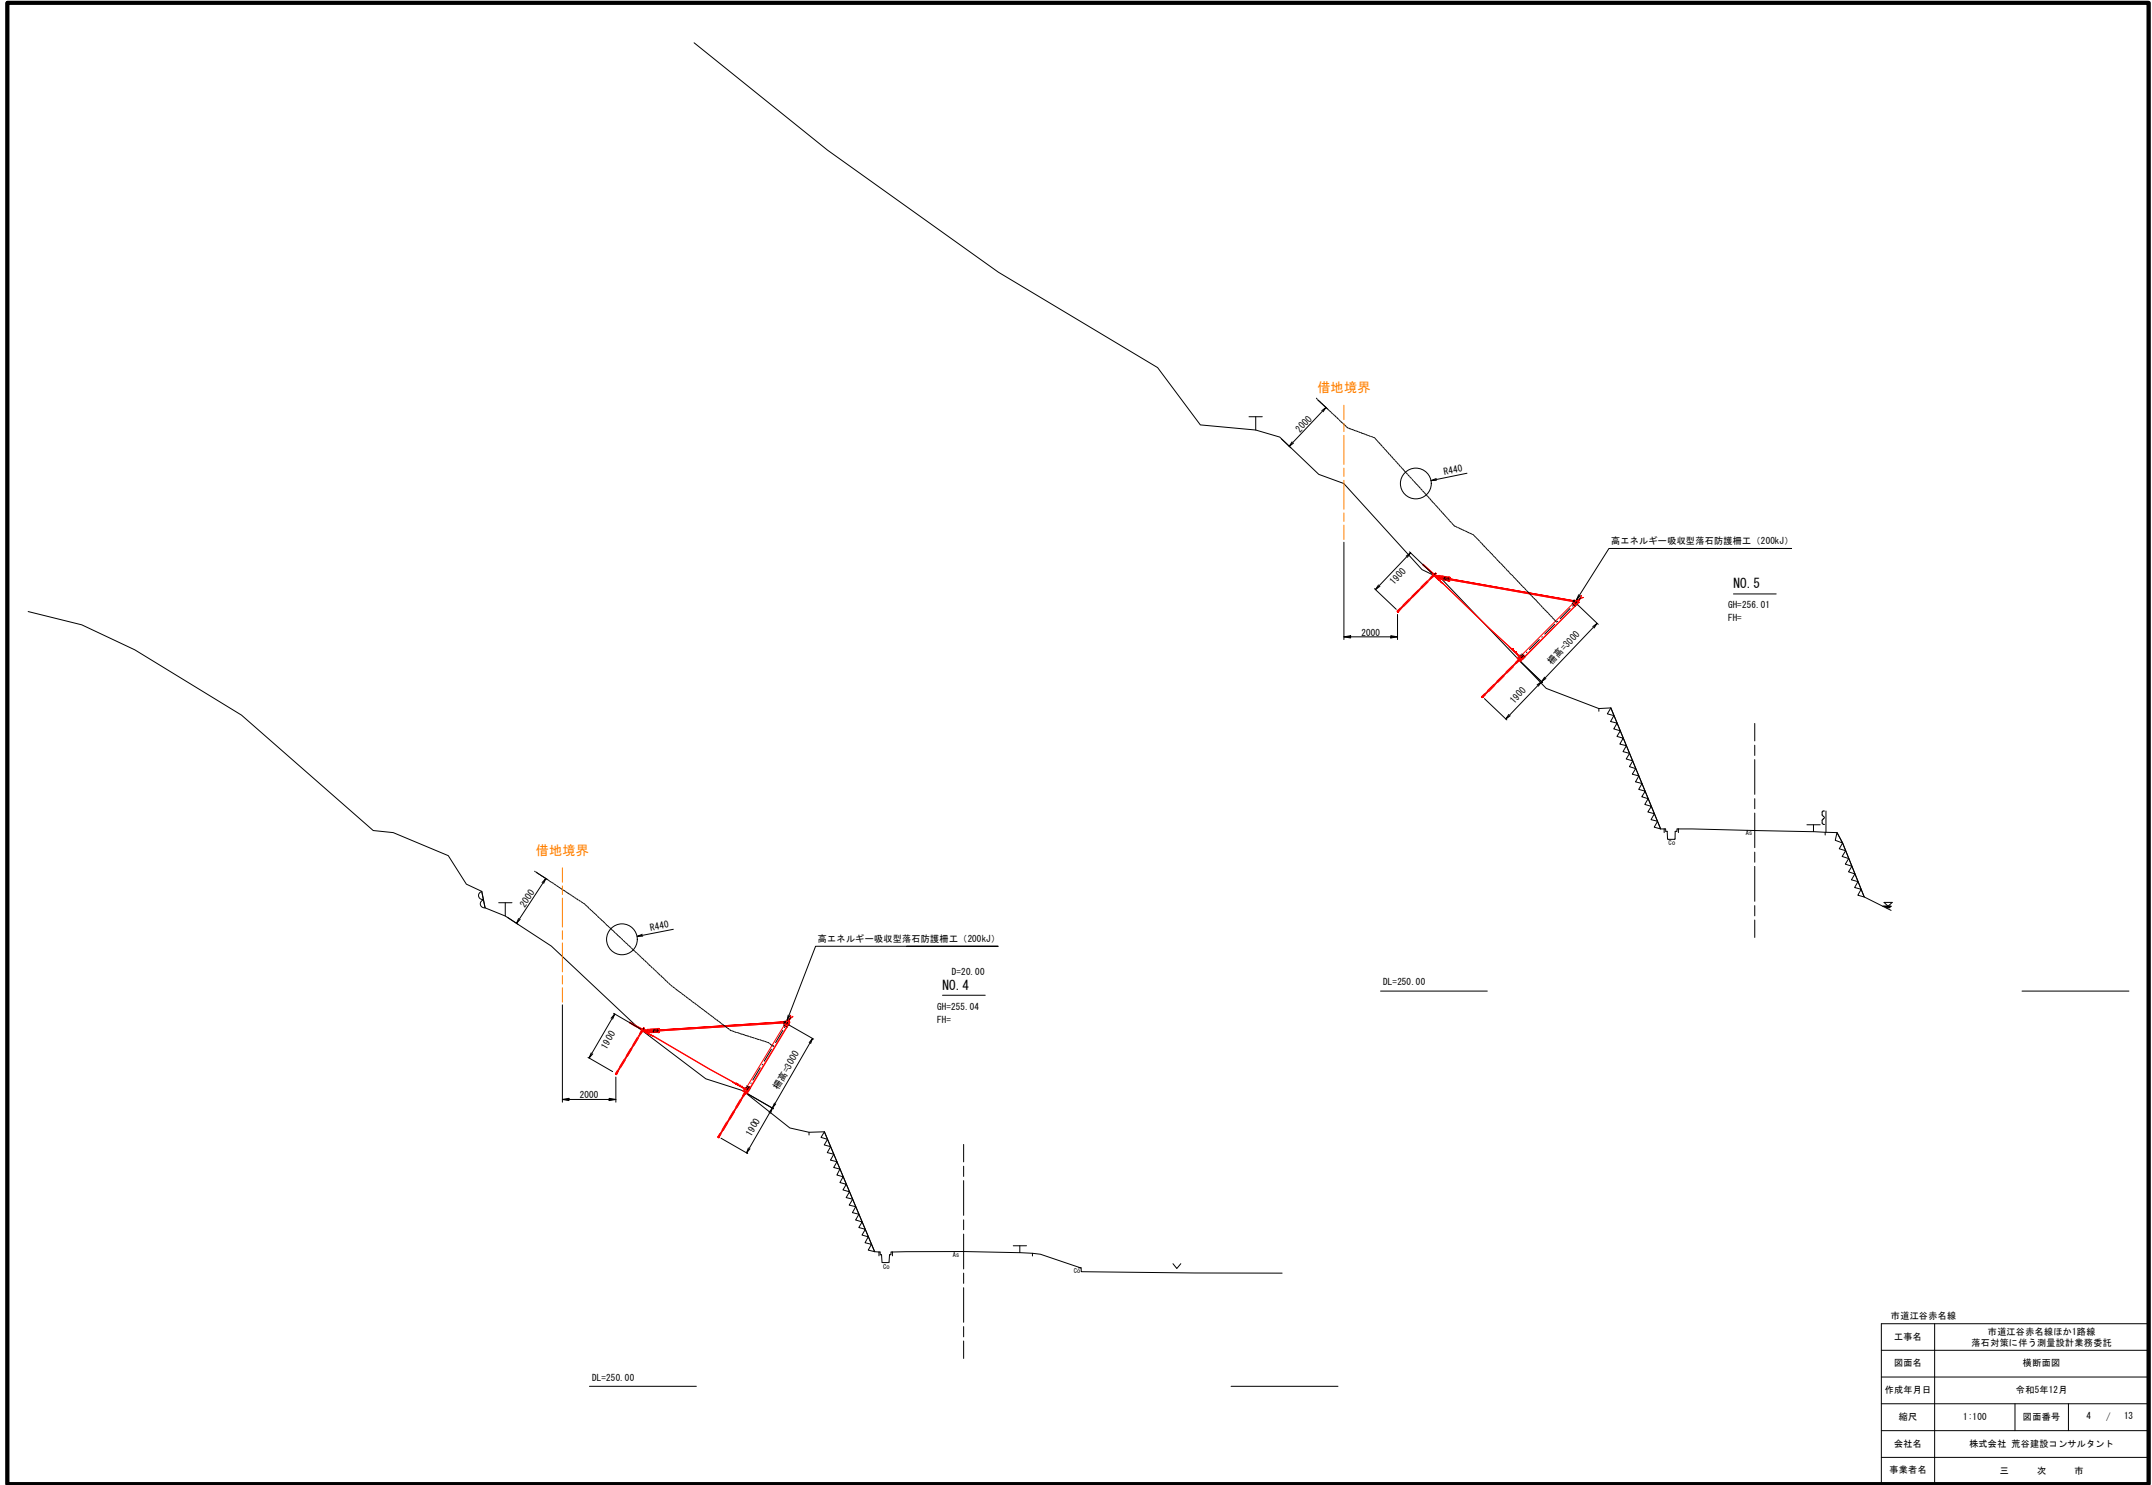 借地境界
2000
R440
高エネルギー吸収型落石防護柵工（200kJ）
1900
NO. 5
GH=256. 01
FH=
2000
柵高=3000
1900
As
Co
DL=250. 00
借地境界
2000
R440
高エネルギー吸収型落石防護柵工（200kJ）
D=20. 00
NO. 4
GH=255. 04
FH=
1900
2000
柵高=3000
1900
As
Co
Co
DL=250. 00
市道江谷赤名線
工事名 市道江谷赤名線ほか1路線
落石対策に伴う測量設計業務委託
図面名 横断面図
作成年月日 令和5年12月
縮尺 1:100 図面番号 4 / 13
会社名 株式会社 荒谷建設コンサルタント
事業者名 三 次 市